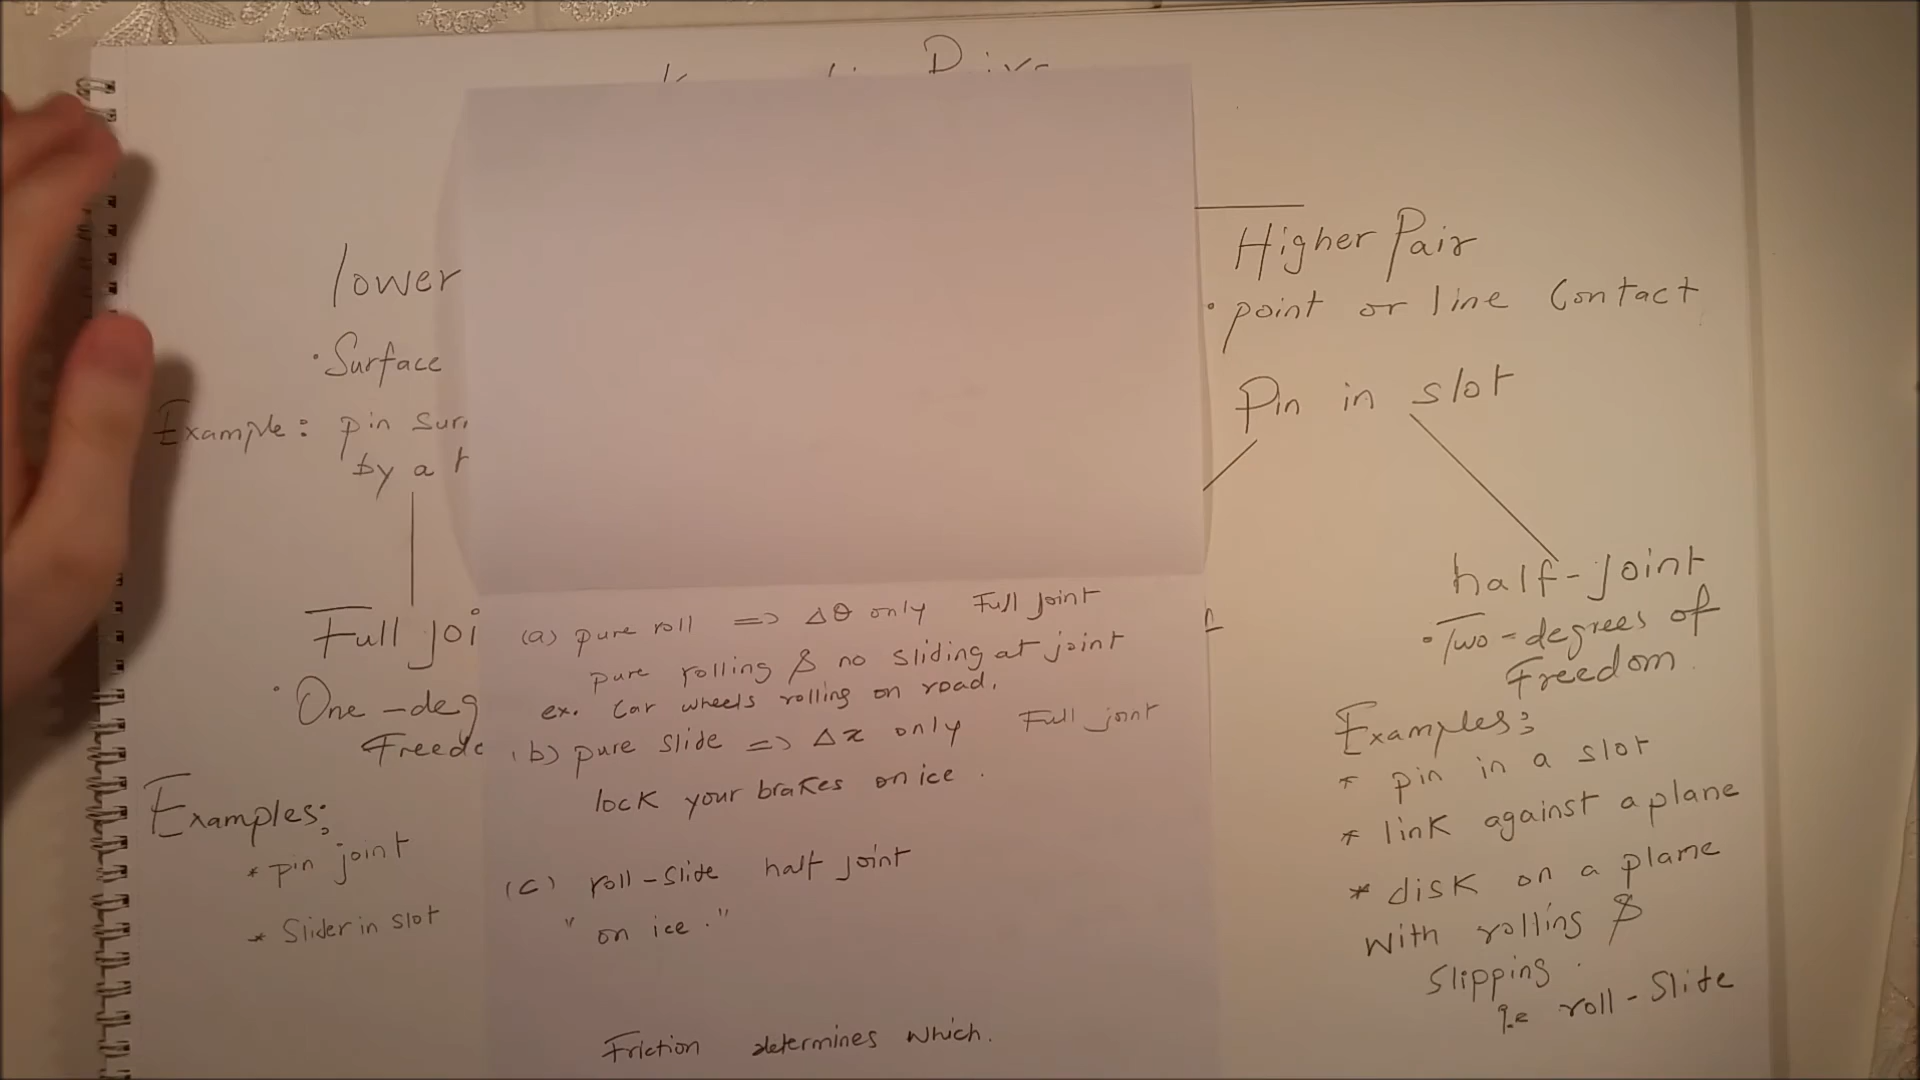 lower
Higher Pair
· point or line Contact
· Surface
Pin in slot
Example: pin
by a
half-joint
· Two-degrees of
Freedom
Full
· One-deg
Examples:
* pin joint
* Slider in slot
(a) pure roll => Δθ only Full joint
pure rolling & no sliding at joint
ex. Car wheels rolling on road.
(b) pure slide => Δx only Full joint
lock your brakes on ice.
(c) roll-slide half joint
" on ice."
Friction determines which.
Examples:
* pin in a slot
* link against a plane
* disk on a plane
with rolling &
slipping.
i.e roll-Slide